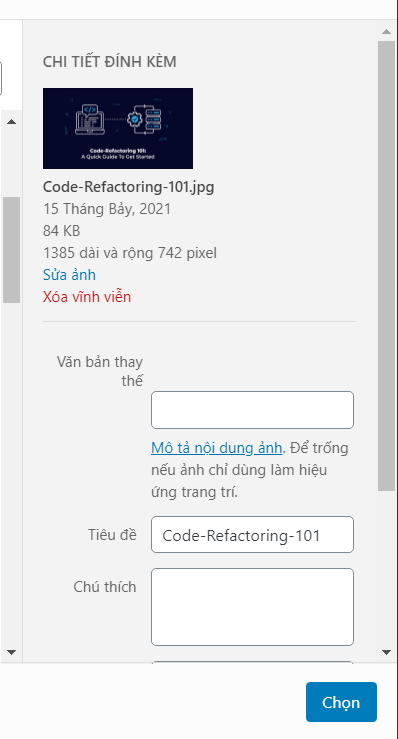 CHI TIẾT ĐÍNH KÈM
Code-Refactoring 101:
A Quick Guide To Get Started
Code-Refactoring-101.jpg
15 Tháng Bảy, 2021
84 KB
1385 dài và rộng 742 pixel
Sửa ảnh
Xóa vĩnh viễn
Văn bản thay
thế
Mô tả nội dung ảnh. Để trống
nếu ảnh chỉ dùng làm hiệu
ứng trang trí.
Tiêu đề
Code-Refactoring-101
Chú thích
Chọn